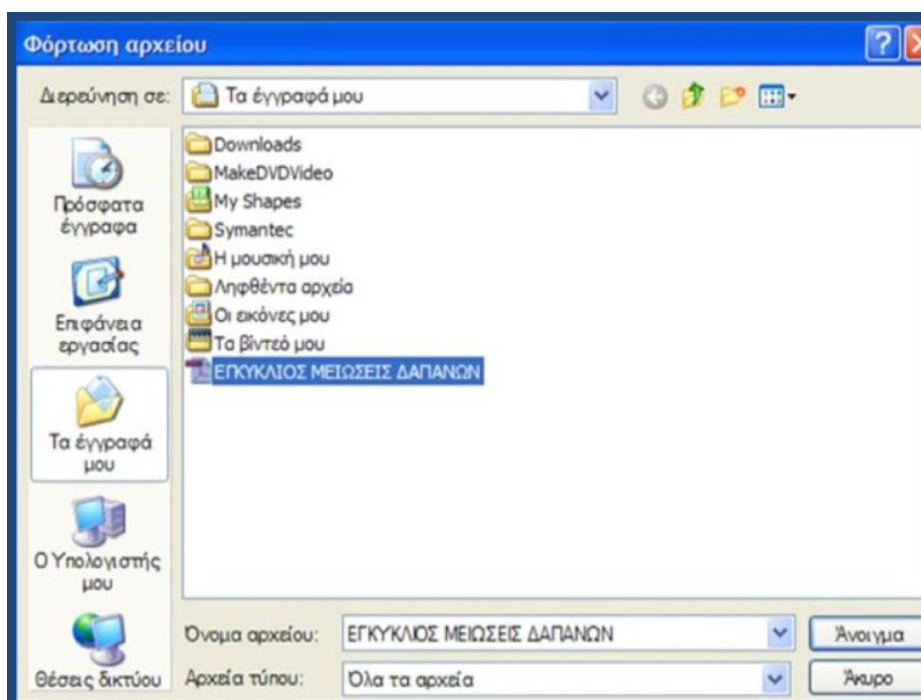 Φόρτωση αρχείου
Διερεύνηση σε:
Τα έγγραφά μου
Πρόσφατα
έγγραφα
Επιφάνεια
εργασίας
Τα έγγραφά
μου
Ο Υπολογιστής
μου
Θέσεις δικτύου
Downloads
MakeDVDVideo
My Shapes
Symantec
Η μουσική μου
Ληφθέντα αρχεία
Οι εικόνες μου
Τα βίντεό μου
ΕΓΚΥΚΛΙΟΣ ΜΕΙΩΣΕΙΣ ΔΑΠΑΝΩΝ
Όνομα αρχείου:
ΕΓΚΥΚΛΙΟΣ ΜΕΙΩΣΕΙΣ ΔΑΠΑΝΩΝ
Άνοιγμα
Αρχεία τύπου:
Όλα τα αρχεία
Άκυρο